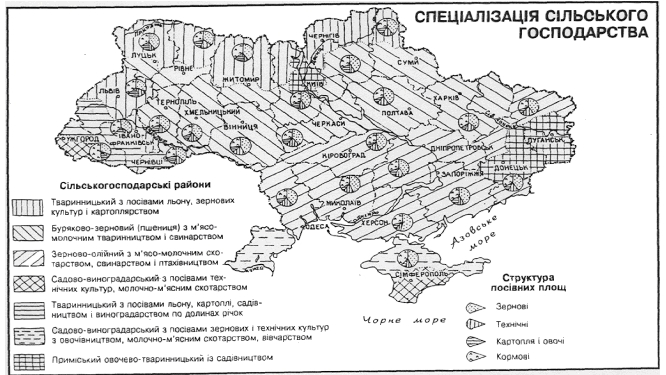 СПЕЦІАЛІЗАЦІЯ СІЛЬСЬКОГО
ГОСПОДАРСТВА
ЛУЦЬК
РІВНЕ
ЖИТОМИР
ЧЕРНІГІВ
КИЇВ
СУМИ
ЛЬВІВ
ТЕРНОПІЛЬ
ХМЕЛЬНИЦЬКИЙ
ВІННИЦЯ
ЧЕРКАСИ
ПОЛТАВА
ХАРКІВ
УЖГОРОД
ІВАНО-
ФРАНКІВСЬК
ЧЕРНІВЦІ
КІРОВОГРАД
ДНІПРОПЕТРОВСЬК
ЛУГАНСЬК
ДОНЕЦЬК
ЗАПОРІЖЖЯ
МИКОЛАЇВ
ОДЕСА
ХЕРСОН
СІМФЕРОПОЛЬ
Азовське
море
Чорне море
Сільськогосподарські райони
Тваринницький з посівами льону, зернових
культур і картоплярством
Буряково-зерновий (пшениця) з м'ясо-
молочним тваринництвом і свинарством
Зерново-олійний з м'ясо-молочним ско-
тарством, свинарством і птахівництвом
Садово-виноградарський з посівами тех-
нічних культур, молочно-м'ясним скотарством
Тваринницький з посівами льону, картоплі, садів-
ництвом і виноградарством по долинах річок
Садово-виноградарський з посівами зернових і технічних культур
з овочівництвом, молочно-м'ясним скотарством, вівчарством
Приміський овочево-тваринницький із садівництвом
Структура
посівних площ
Зернові
Технічні
Картопля і овочі
Кормові